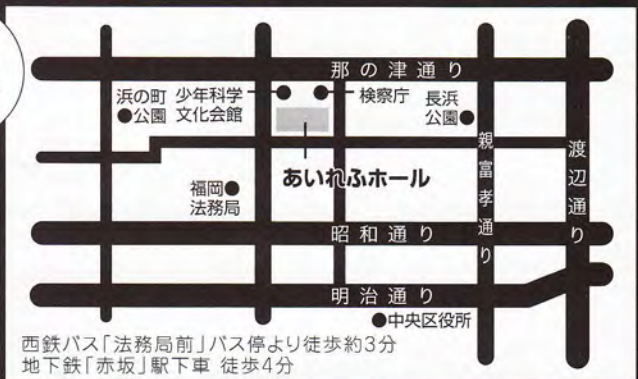 那の津通り
浜の町
公園
少年科学
文化会館
検察庁
長浜
公園
あいれふホール
親富孝通り
渡辺通り
福岡
法務局
昭和通り
明治通り
中央区役所
西鉄バス「法務局前」バス停より徒歩約3分
地下鉄「赤坂」駅下車 徒歩4分